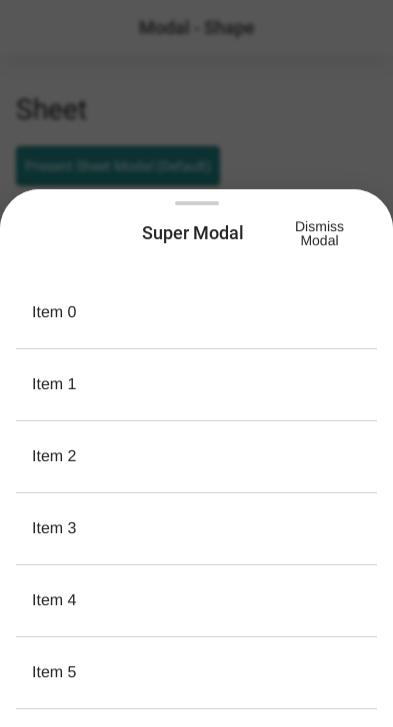 Modal - Shape
Sheet
Present Sheet Modal (Default)
Super Modal
Dismiss
Modal
Item 0
Item 1
Item 2
Item 3
Item 4
Item 5